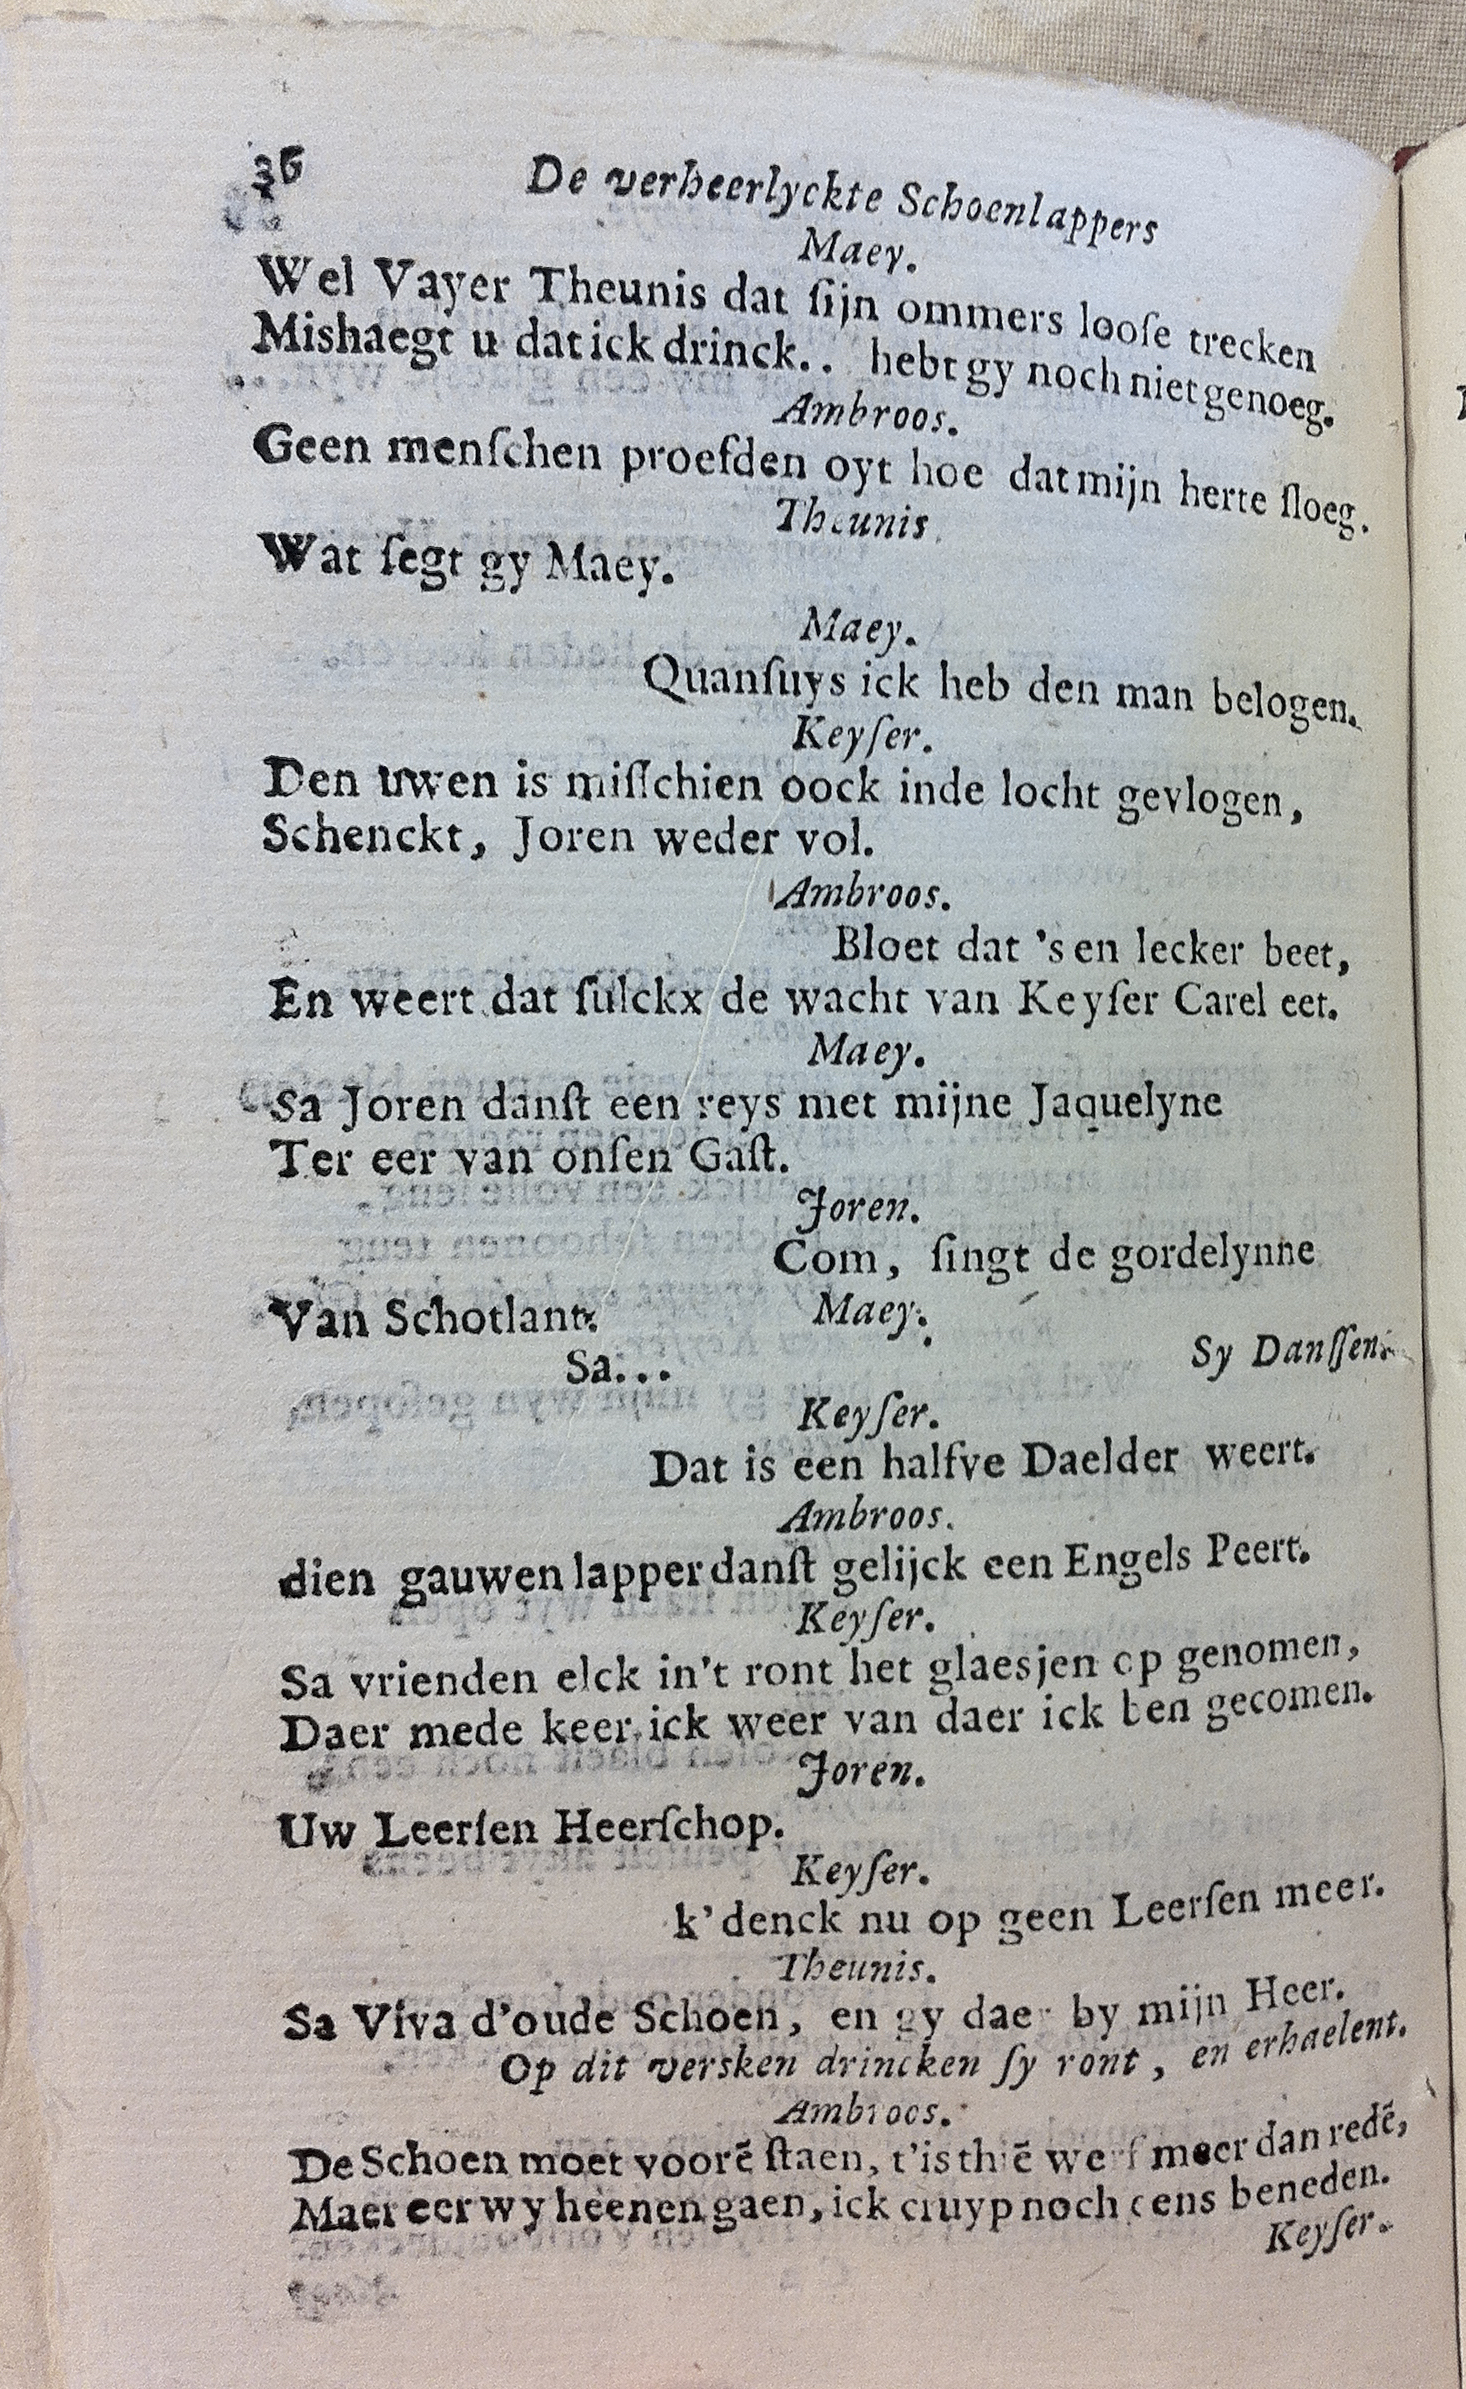 36 De verheerlyckte Schoenlappers
Maey.
Wel Vayer Theunis dat ſijn ommers looſe trecken
Mishaegt u dat ick drinck.. hebt gy noch niet genoeg.
Ambroos.
Geen menſchen proefden oyt hoe dat mijn herte ſloeg.
Theunis.
Wat ſegt gy Maey.
Maey.
Quanſuys ick heb den man belogen.
Keyſer.
Den uwen is miſſchien oock inde locht gevlogen,
Schenckt, Joren weder vol.
Ambroos.
Bloet dat 's en lecker beet,
En weert dat ſulckx de wacht van Keyſer Carel eet.
Maey.
Sa Joren danſt een reys met mijne Jaquelyne
Ter eer van onſen Gaſt.
Joren.
Com, ſingt de gordelynne
Van Schotlant. Maey.
Sa... Sy Danſſen.
Keyſer.
Dat is een halfve Daelder weert.
Ambroos.
dien gauwen lapper danſt gelijck een Engels Peert.
Keyſer.
Sa vrienden elck in't ront het glaesjen op genomen,
Daer mede keer ick weer van daer ick ben gecomen.
Joren.
Uw Leerſen Heerſchop.
Keyſer.
k'denck nu op geen Leerſen meer.
Theunis.
Sa Viva d'oude Schoen, en gy daer by mijn Heer.
Op dit versken drincken ſy ront, en erhaelent.
Ambroos.
De Schoen moet voorē ſtaen, t'is thiē werf meer dan redē,
Maer eer wy heenen gaen, ick cruyp noch eens beneden.
Keyſer.